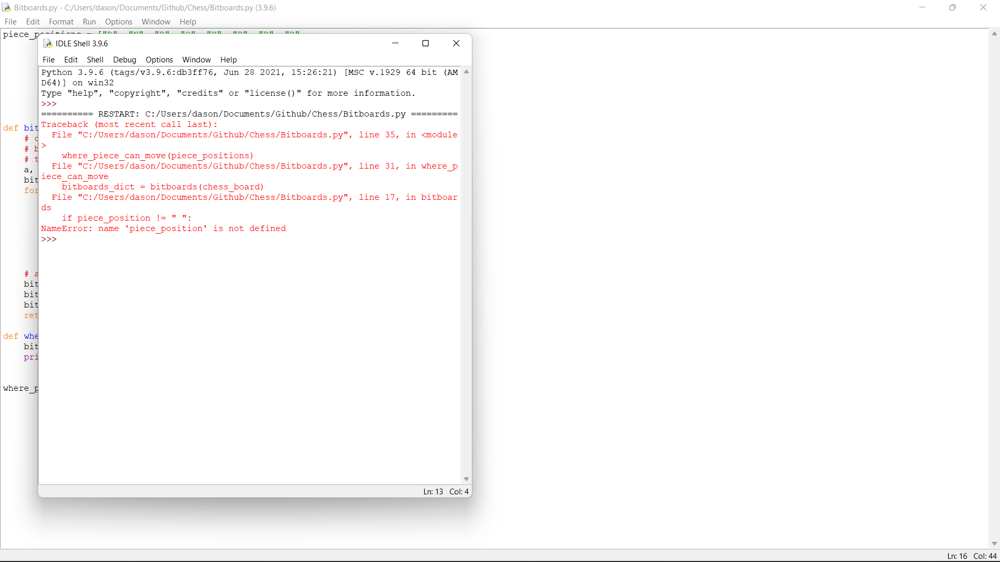 Bitboards.py - C:/Users/dason/Documents/Github/Chess/Bitboards.py (3.9.6)
File Edit Format Run Options Window Help
IDLE Shell 3.9.6
File Edit Shell Debug Options Window Help
Python 3.9.6 (tags/v3.9.6:db3ff76, Jun 28 2021, 15:26:21) [MSC v.1929 64 bit (AM
D64)] on win32
Type "help", "copyright", "credits" or "license()" for more information.
>>>
========== RESTART: C:/Users/dason/Documents/Github/Chess/Bitboards.py =========
Traceback (most recent call last):
  File "C:/Users/dason/Documents/Github/Chess/Bitboards.py", line 35, in <module
>
    where_piece_can_move(piece_positions)
  File "C:/Users/dason/Documents/Github/Chess/Bitboards.py", line 31, in where_p
iece_can_move
    bitboards_dict = bitboards(chess_board)
  File "C:/Users/dason/Documents/Github/Chess/Bitboards.py", line 17, in bitboar
ds
    if piece_position != " ":
NameError: name 'piece_position' is not defined
>>>
Ln: 13 Col: 4
def bit
#
#
#
a,
bit
for
#
bit
bit
bit
ret
def whe
bit
pri
where_p
Ln: 16 Col: 44